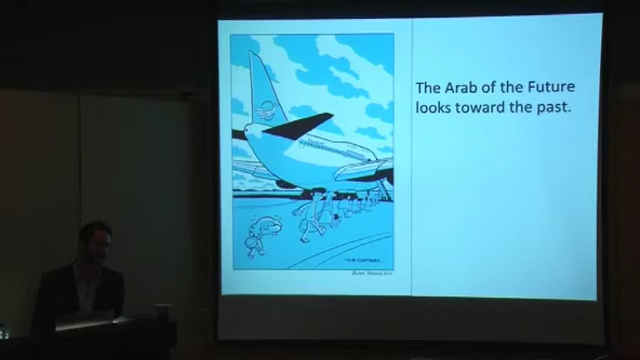 The Arab of the Future
looks toward the past.